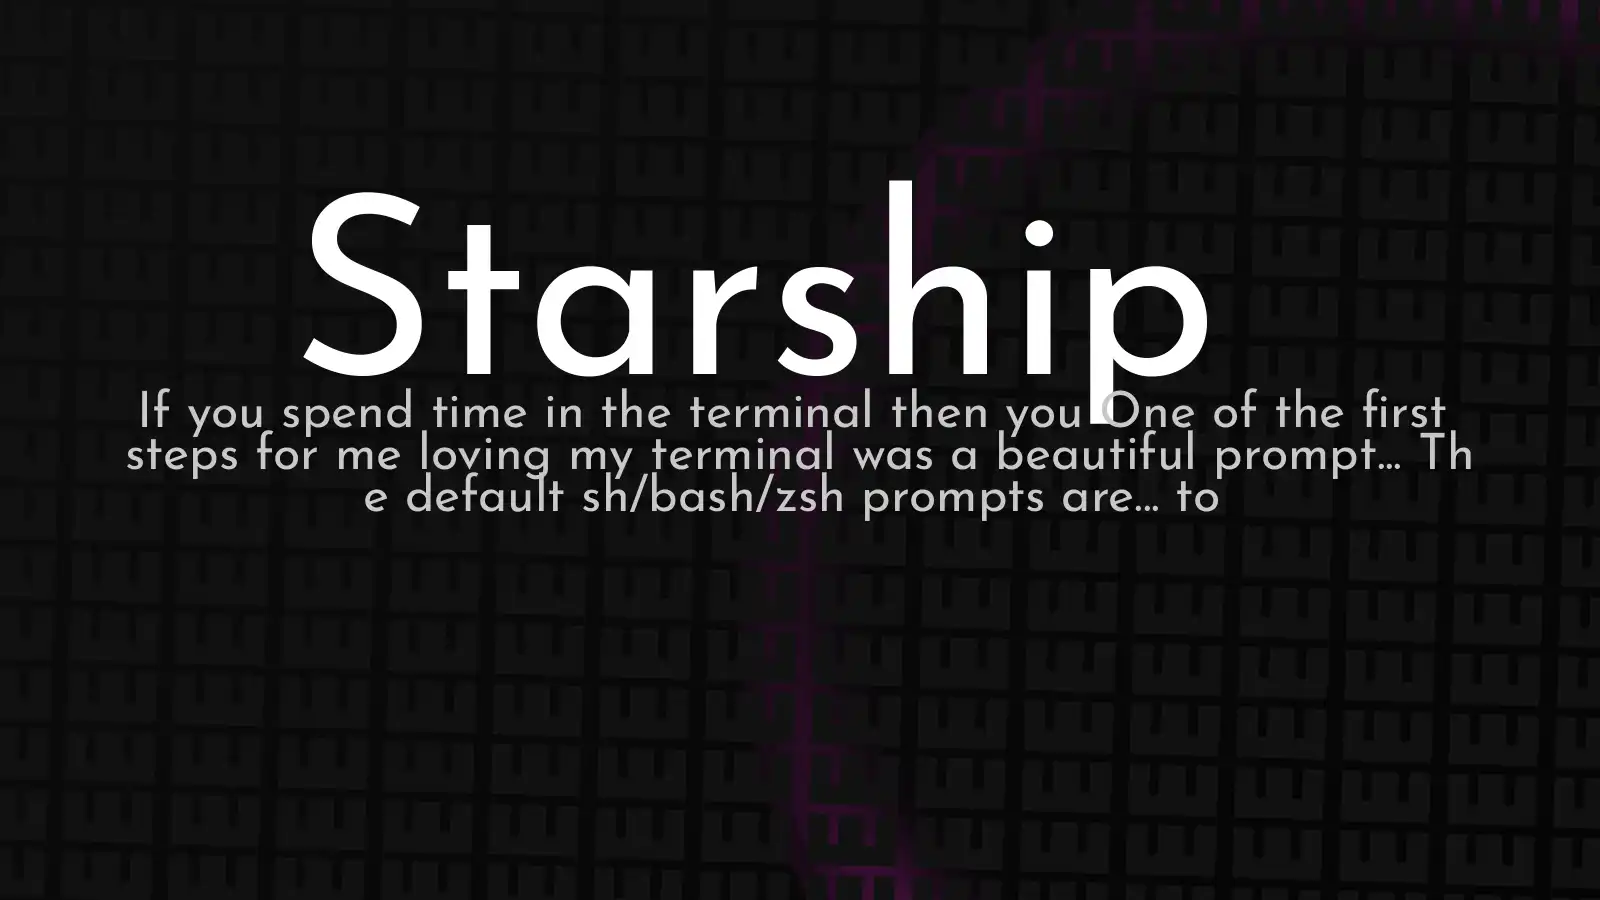 Starship
If you spend time in the terminal then you One of the first
steps for me loving my terminal was a beautiful prompt... Th
e default sh/bash/zsh prompts are... to